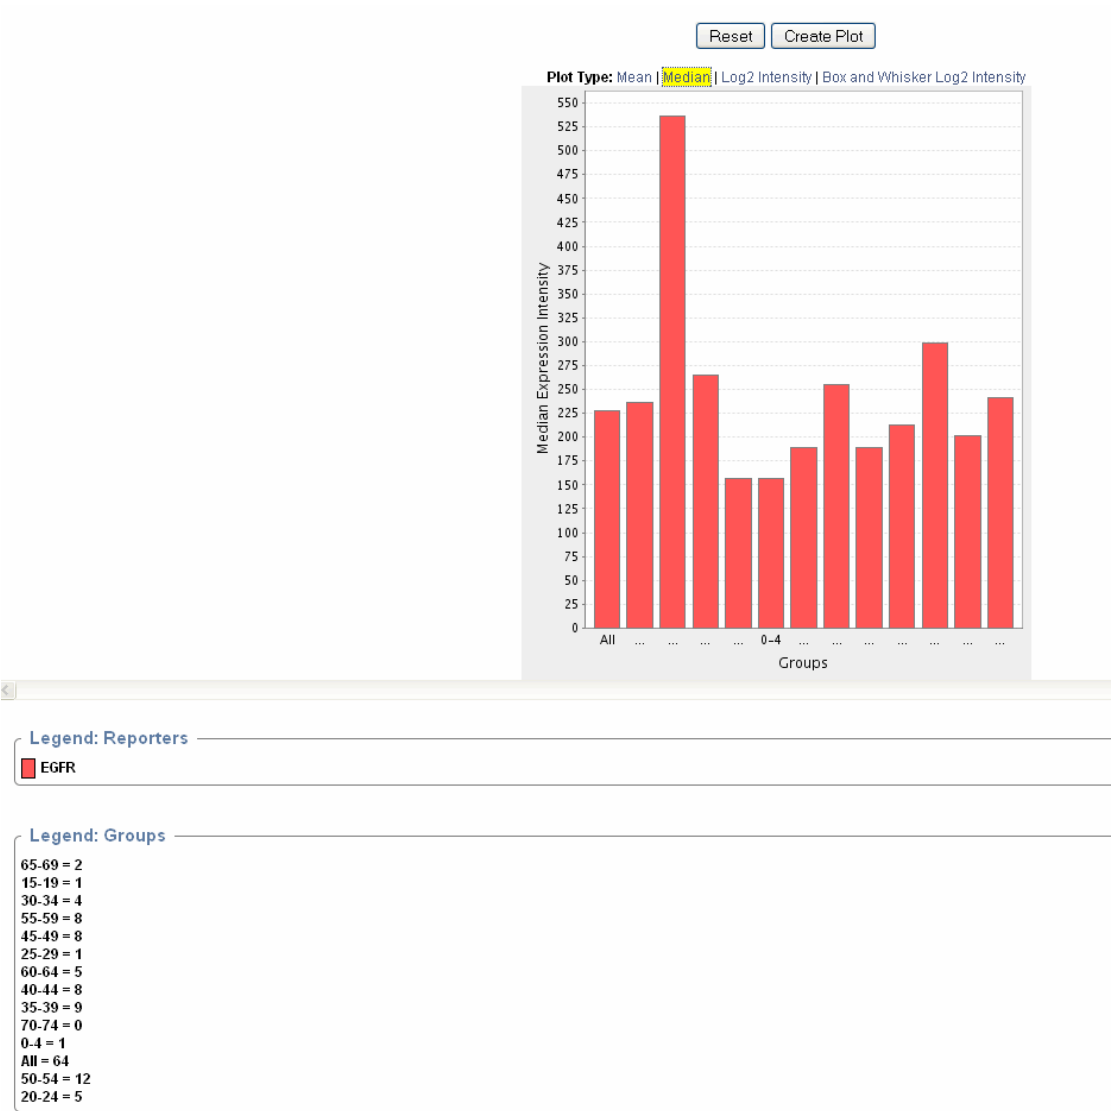 Reset Create Plot
Plot Type: Mean | Median | Log2 Intensity | Box and Whisker Log2 Intensity
550
525
500
475
450
425
400
375
350
325
300
275
250
225
200
175
150
125
100
75
50
25
0
Median Expression Intensity
All ... ... ... ... 0-4 ... ... ... ... ... ... ...
Groups
Legend: Reporters
EGFR
Legend: Groups
65-69 = 2
15-19 = 1
30-34 = 4
55-59 = 8
45-49 = 8
25-29 = 1
60-64 = 5
40-44 = 8
35-39 = 9
70-74 = 0
0-4 = 1
All = 64
50-54 = 12
20-24 = 5